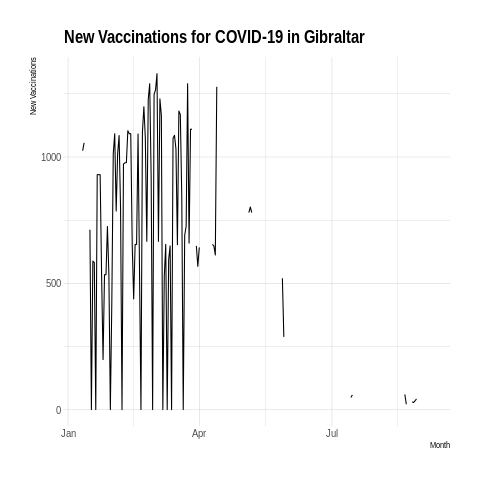 New Vaccinations for COVID-19 in Gibraltar
New Vaccinations
1000
500
0
Jan Apr Jul
Month